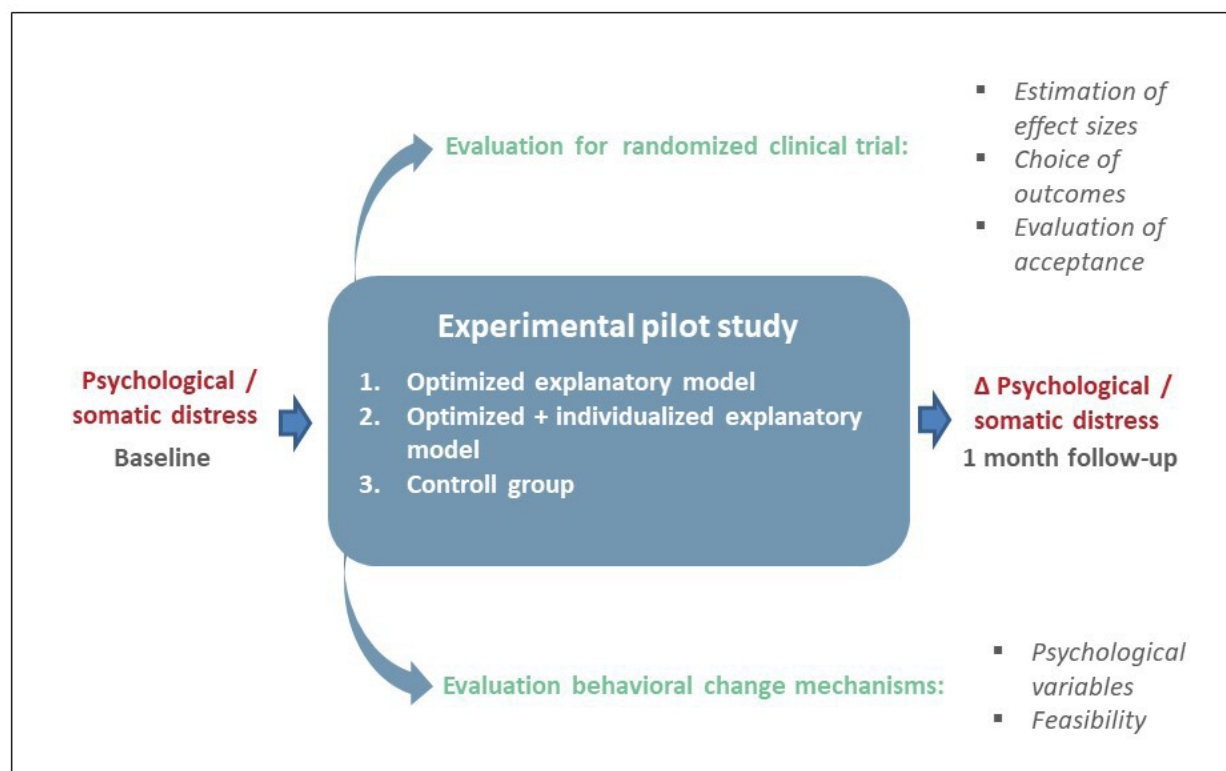 ▪ Estimation of
effect sizes
▪ Choice of
outcomes
▪ Evaluation of
acceptance
Evaluation for randomized clinical trial:
Experimental pilot study
1. Optimized explanatory model
2. Optimized + individualized explanatory
model
3. Controll group
Psychological /
somatic distress
Baseline
Δ Psychological /
somatic distress
1 month follow-up
Evaluation behavioral change mechanisms:
▪ Psychological
variables
▪ Feasibility